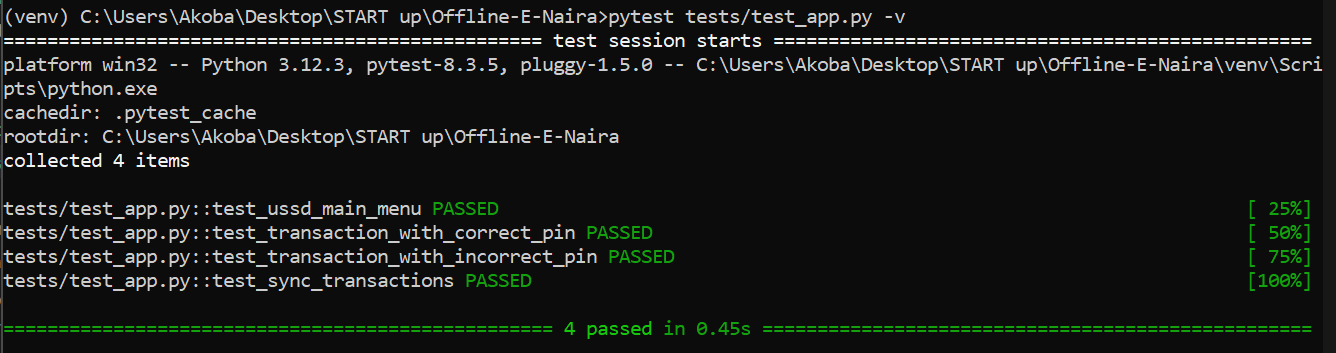 (venv) C:\Users\Akoba\Desktop\START up\Offline-E-Naira>pytest tests/test_app.py -v
================================================= test session starts =================================================
platform win32 -- Python 3.12.3, pytest-8.3.5, pluggy-1.5.0 -- C:\Users\Akoba\Desktop\START up\Offline-E-Naira\venv\Scri
pts\python.exe
cachedir: .pytest_cache
rootdir: C:\Users\Akoba\Desktop\START up\Offline-E-Naira
collected 4 items
tests/test_app.py::test_ussd_main_menu PASSED [ 25%]
tests/test_app.py::test_transaction_with_correct_pin PASSED [ 50%]
tests/test_app.py::test_transaction_with_incorrect_pin PASSED [ 75%]
tests/test_app.py::test_sync_transactions PASSED [100%]
================================================== 4 passed in 0.45s ==================================================